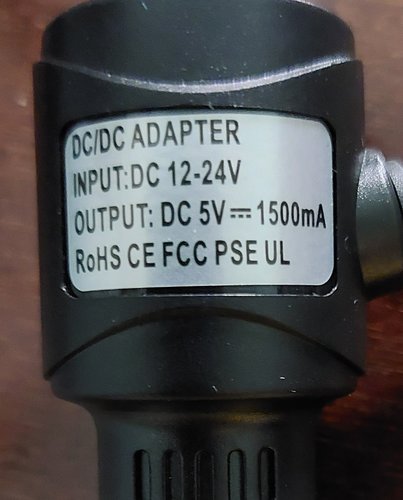 DC/DC ADAPTER
INPUT:DC 12-24V
OUTPUT: DC 5V⎓1500mA
RoHS CE FCC PSE UL